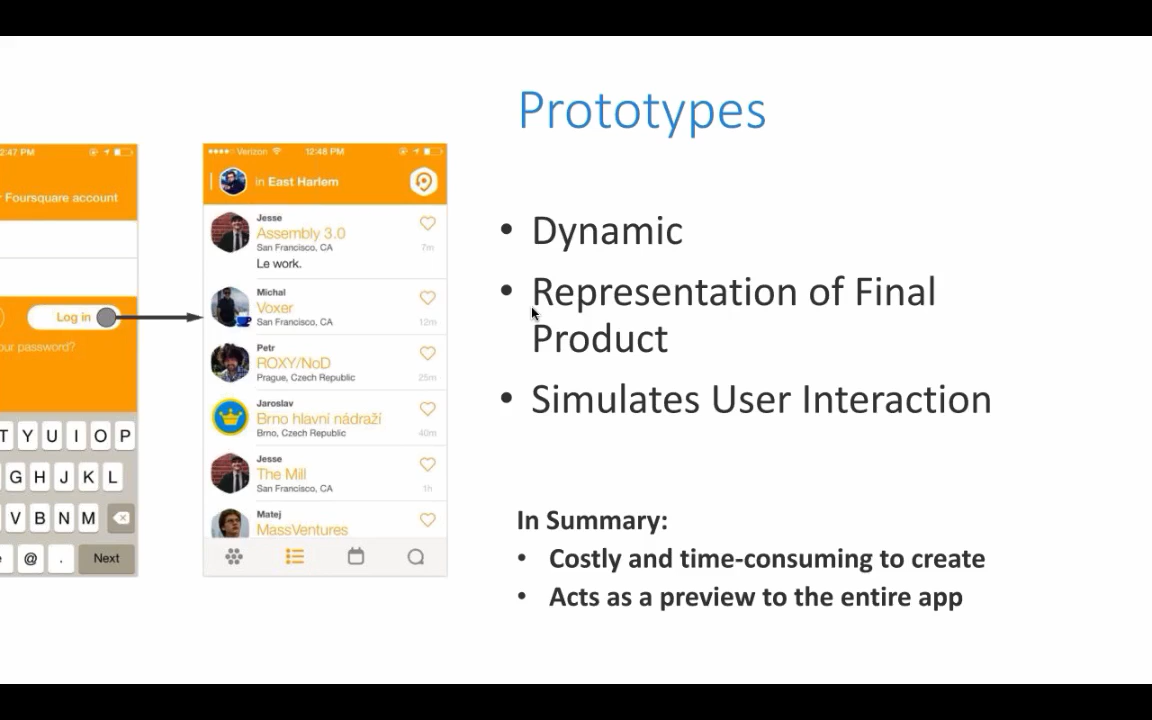 Prototypes
2:47 PM
Foursquare account
Log in
our password?
T Y U I O P
G H J K L
V B N M
@ . Next
Verizon 12:48 PM
in East Harlem
Jesse
Assembly 3.0
San Francisco, CA 7m
Le work.
Michal
Voxer
San Francisco, CA 12m
Petr
ROXY/NoD
Prague, Czech Republic 25m
Jaroslav
Brno hlavní nádraží
Brno, Czech Republic 40m
Jesse
The Mill
San Francisco, CA 1h
Matej
MassVentures
• Dynamic
• Representation of Final
Product
• Simulates User Interaction
In Summary:
• Costly and time-consuming to create
• Acts as a preview to the entire app